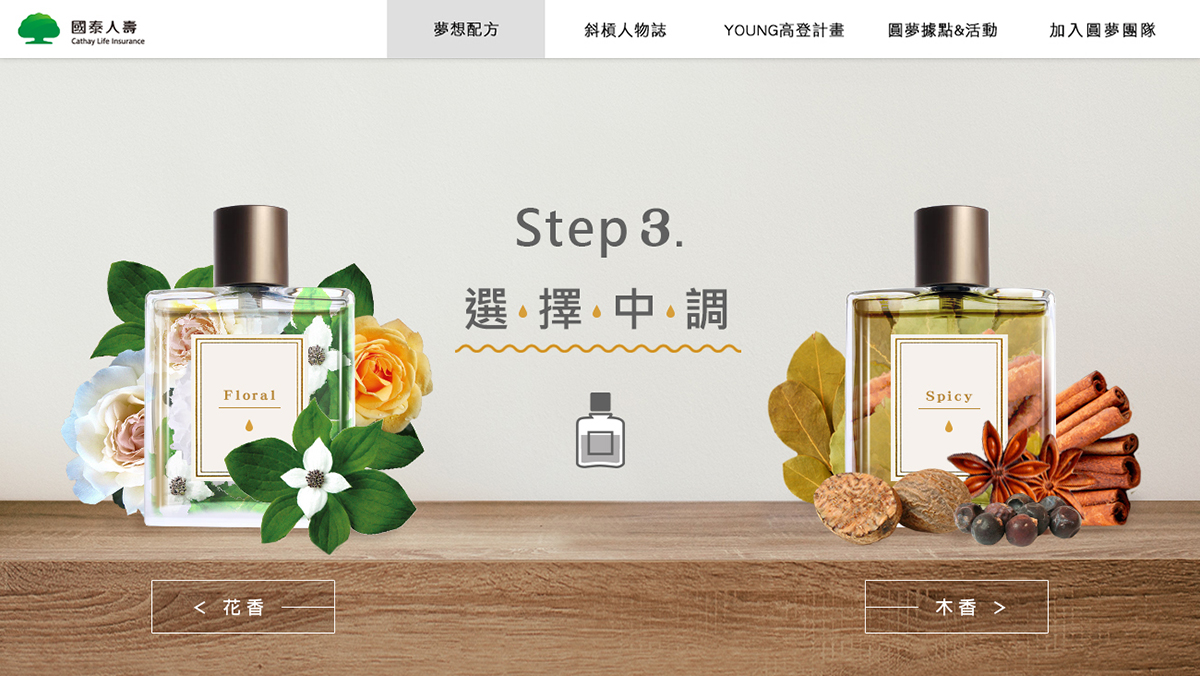 國泰人壽
Cathay Life Insurance
夢想配方
斜槓人物誌
YOUNG高登計畫
圓夢據點&活動
加入圓夢團隊
Step 3.
選擇中調
Floral
Spicy
< 花香
木香 >